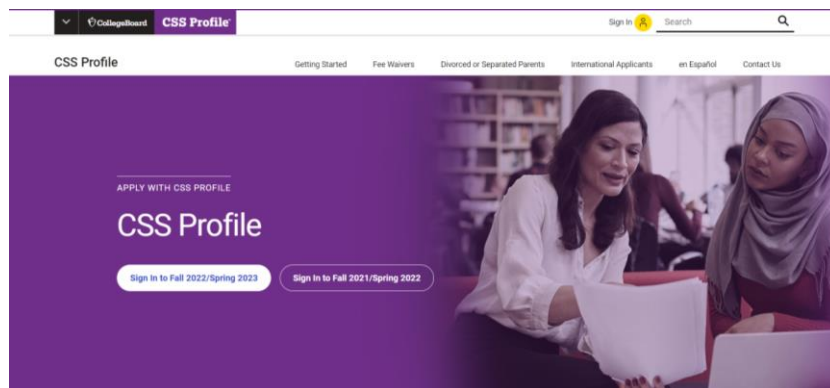 CollegeBoard CSS Profile
Sign In Search
CSS Profile Getting Started Fee Waivers Divorced or Separated Parents International Applicants en Español Contact Us
APPLY WITH CSS PROFILE
CSS Profile
Sign In to Fall 2022/Spring 2023 Sign In to Fall 2021/Spring 2022